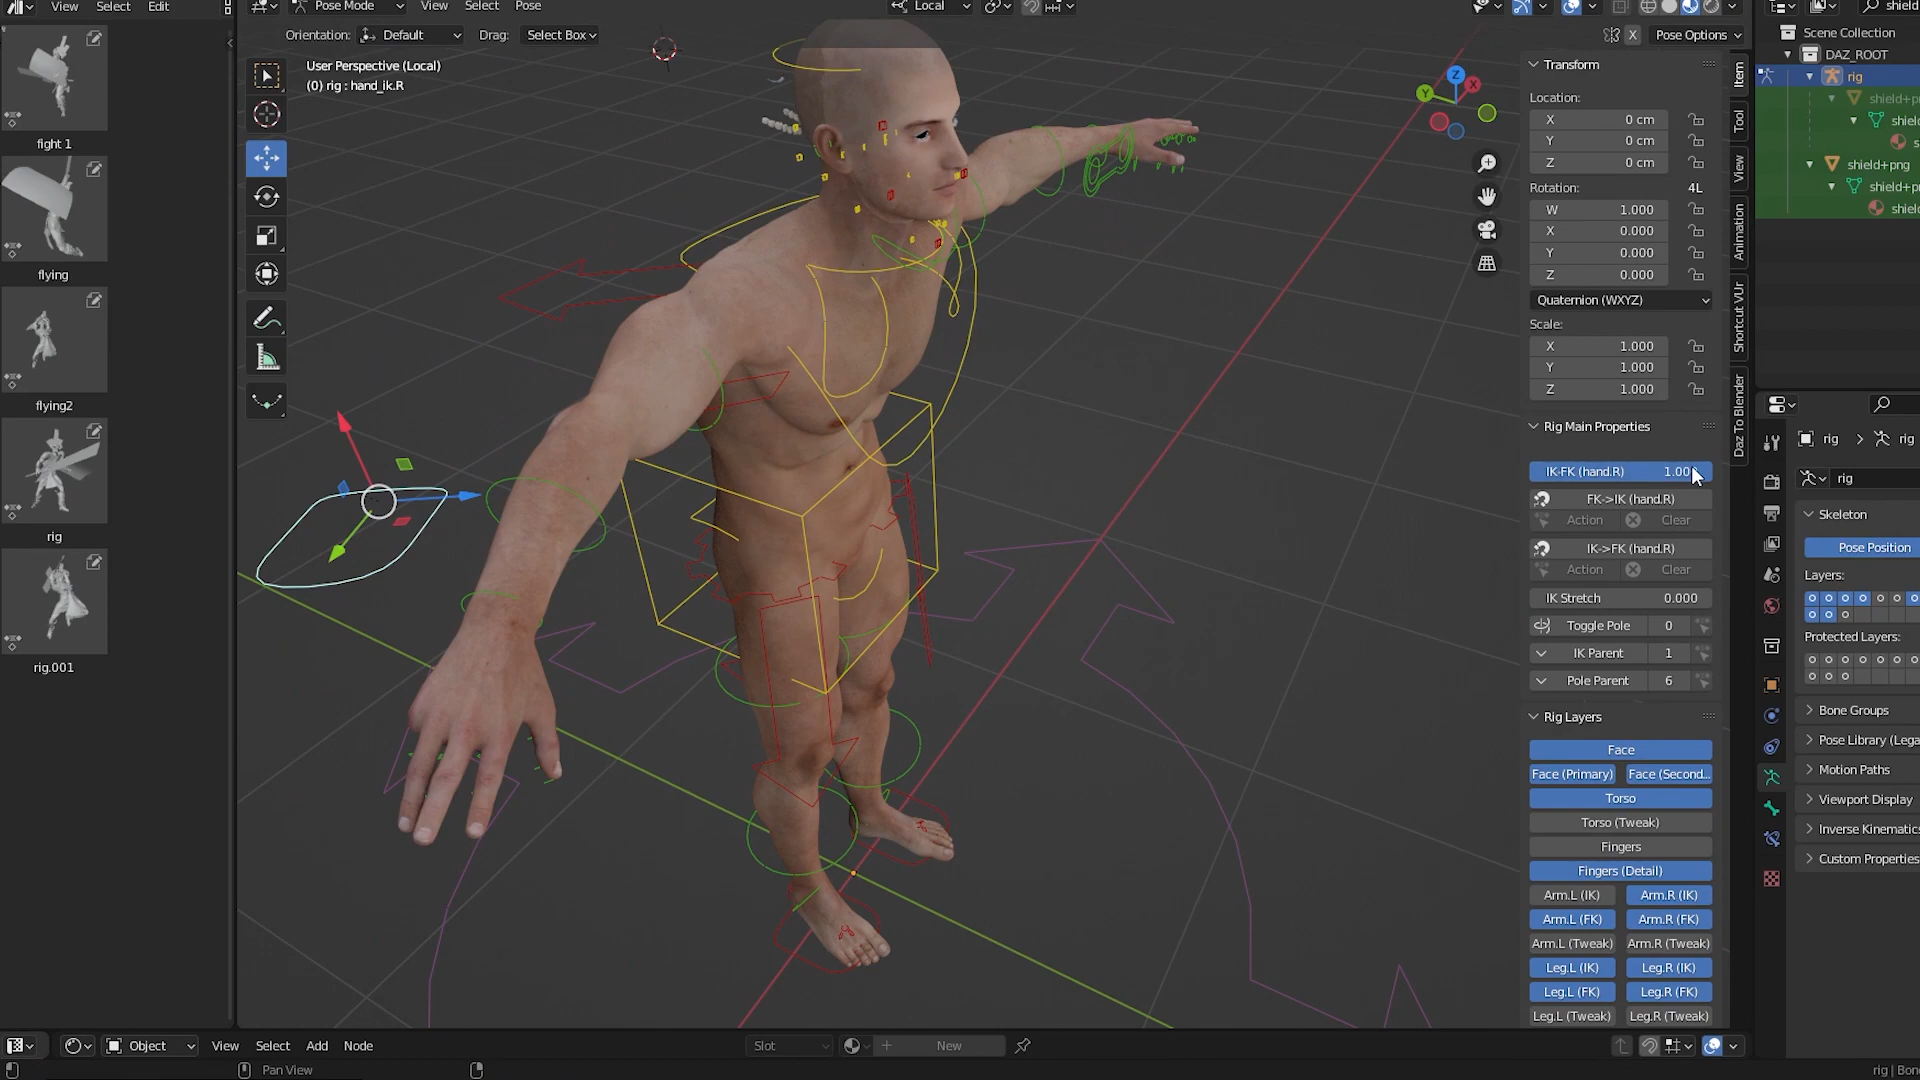 View Select Edit
Pose Mode View Select Pose
Local
shield
Orientation: Default Drag: Select Box
X Pose Options
User Perspective (Local)
(0) rig : hand_ik.R
fight 1
flying
flying2
rig
rig.001
Z
X
Y
Transform
Location:
X 0 cm
Y 0 cm
Z 0 cm
Rotation: 4L
W 1.000
X 0.000
Y 0.000
Z 0.000
Quaternion (WXYZ)
Scale:
X 1.000
Y 1.000
Z 1.000
Rig Main Properties
IK-FK (hand.R) 1.00
FK->IK (hand.R)
Action Clear
IK->FK (hand.R)
Action Clear
IK Stretch 0.000
Toggle Pole 0
IK Parent 1
Pole Parent 6
Rig Layers
Face
Face (Primary) Face (Second...
Torso
Torso (Tweak)
Fingers
Fingers (Detail)
Arm.L (IK) Arm.R (IK)
Arm.L (FK) Arm.R (FK)
Arm.L (Tweak) Arm.R (Tweak)
Leg.L (IK) Leg.R (IK)
Leg.L (FK) Leg.R (FK)
Leg.L (Tweak) Leg.R (Tweak)
Item
Tool
View
Animation
Shortcut VUr
Daz To Blender
Scene Collection
DAZ_ROOT
rig
shield+p
shiel
s
shield+png
shield+p
shiel
rig > rig
rig
Skeleton
Pose Position
Layers:
Protected Layers:
Bone Groups
Pose Library (Lega
Motion Paths
Viewport Display
Inverse Kinematics
Custom Properties
Object View Select Add Node
Slot New
Pan View
rig | Bon